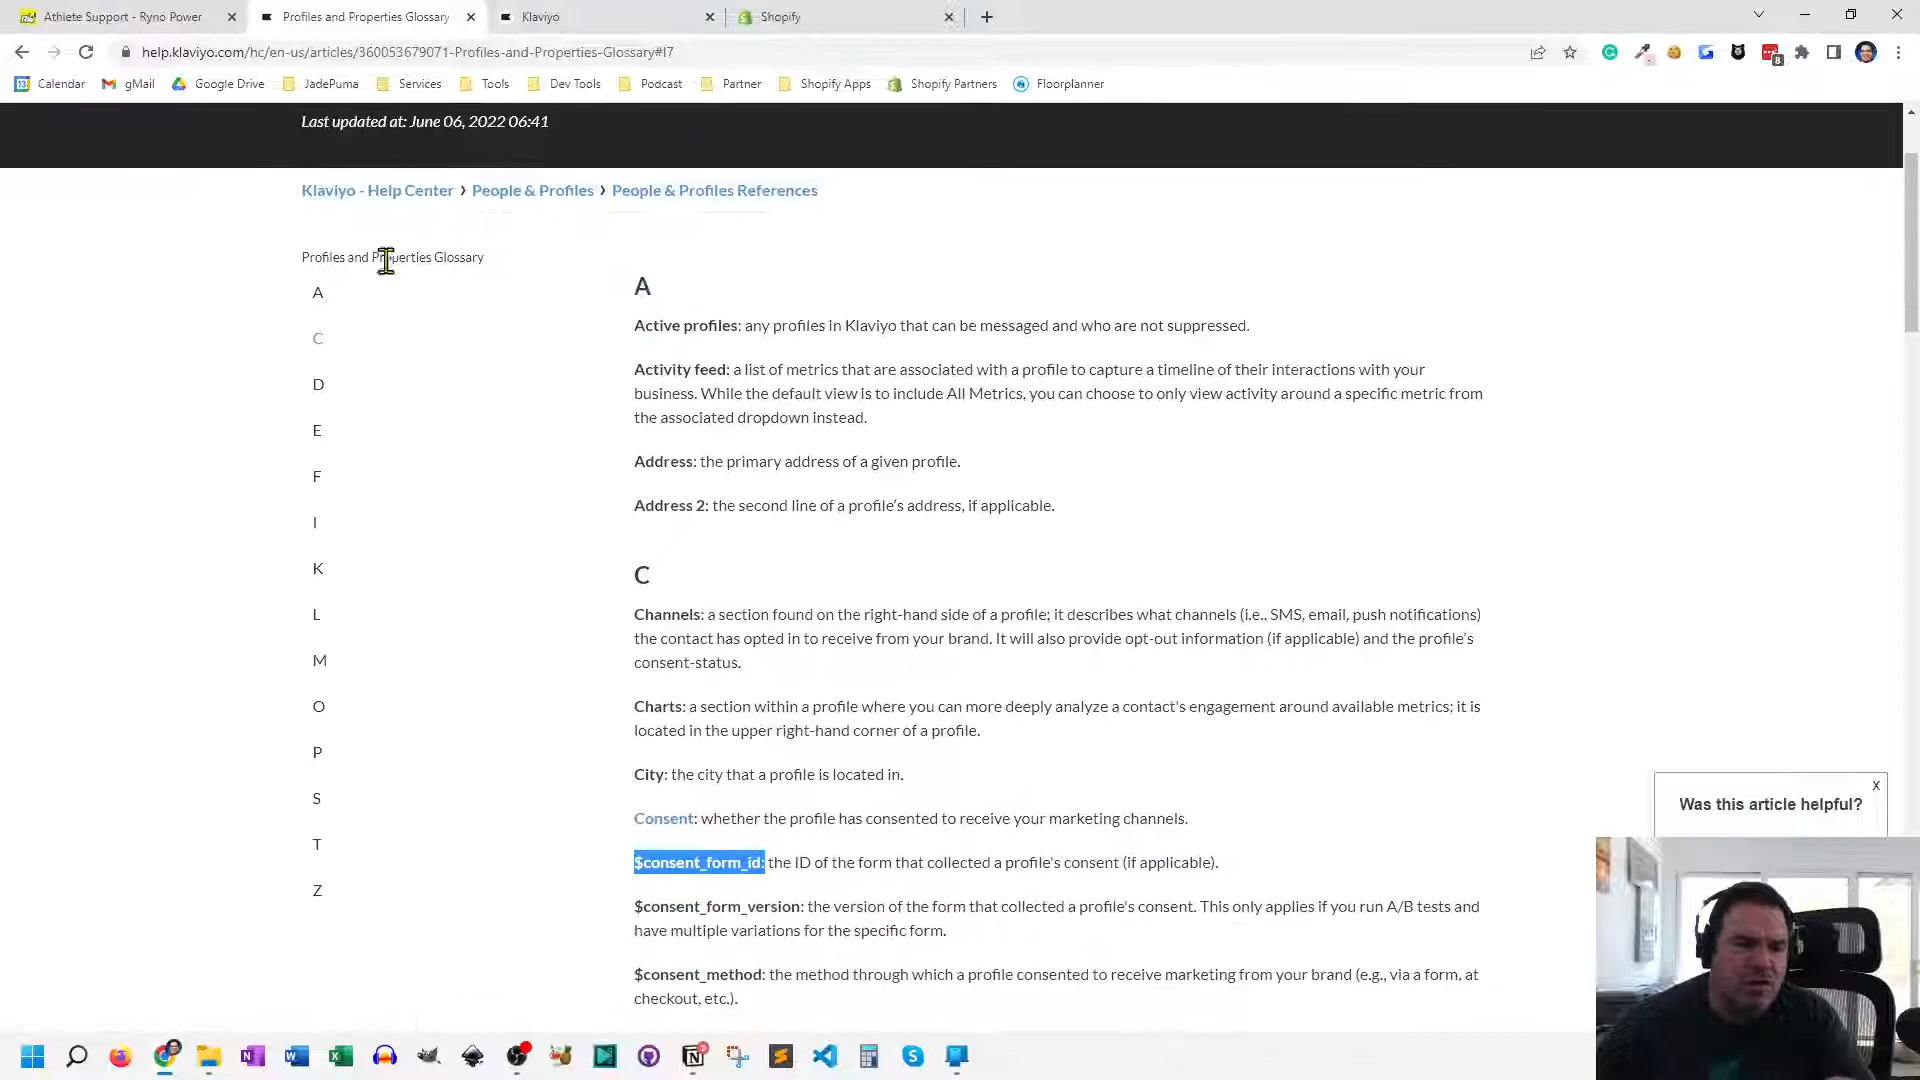 Athlete Support - Ryno Power
Profiles and Properties Glossary
Klaviyo
Shopify
help.klaviyo.com/hc/en-us/articles/360053679071-Profiles-and-Properties-Glossary#I7
8
Calendar gMail Google Drive JadePuma Services Tools Dev Tools Podcast Partner Shopify Apps Shopify Partners Floorplanner
Last updated at: June 06, 2022 06:41
Klaviyo - Help Center › People & Profiles › People & Profiles References
Profiles and Properties Glossary
A
C
D
E
F
I
K
L
M
O
P
S
T
Z
A
Active profiles: any profiles in Klaviyo that can be messaged and who are not suppressed.
Activity feed: a list of metrics that are associated with a profile to capture a timeline of their interactions with your
business. While the default view is to include All Metrics, you can choose to only view activity around a specific metric from
the associated dropdown instead.
Address: the primary address of a given profile.
Address 2: the second line of a profile’s address, if applicable.
C
Channels: a section found on the right-hand side of a profile; it describes what channels (i.e., SMS, email, push notifications)
the contact has opted in to receive from your brand. It will also provide opt-out information (if applicable) and the profile’s
consent-status.
Charts: a section within a profile where you can more deeply analyze a contact's engagement around available metrics; it is
located in the upper right-hand corner of a profile.
City: the city that a profile is located in.
Consent: whether the profile has consented to receive your marketing channels.
$consent_form_id: the ID of the form that collected a profile's consent (if applicable).
$consent_form_version: the version of the form that collected a profile's consent. This only applies if you run A/B tests and
have multiple variations for the specific form.
$consent_method: the method through which a profile consented to receive marketing from your brand (e.g., via a form, at
checkout, etc.).
X
Was this article helpful?